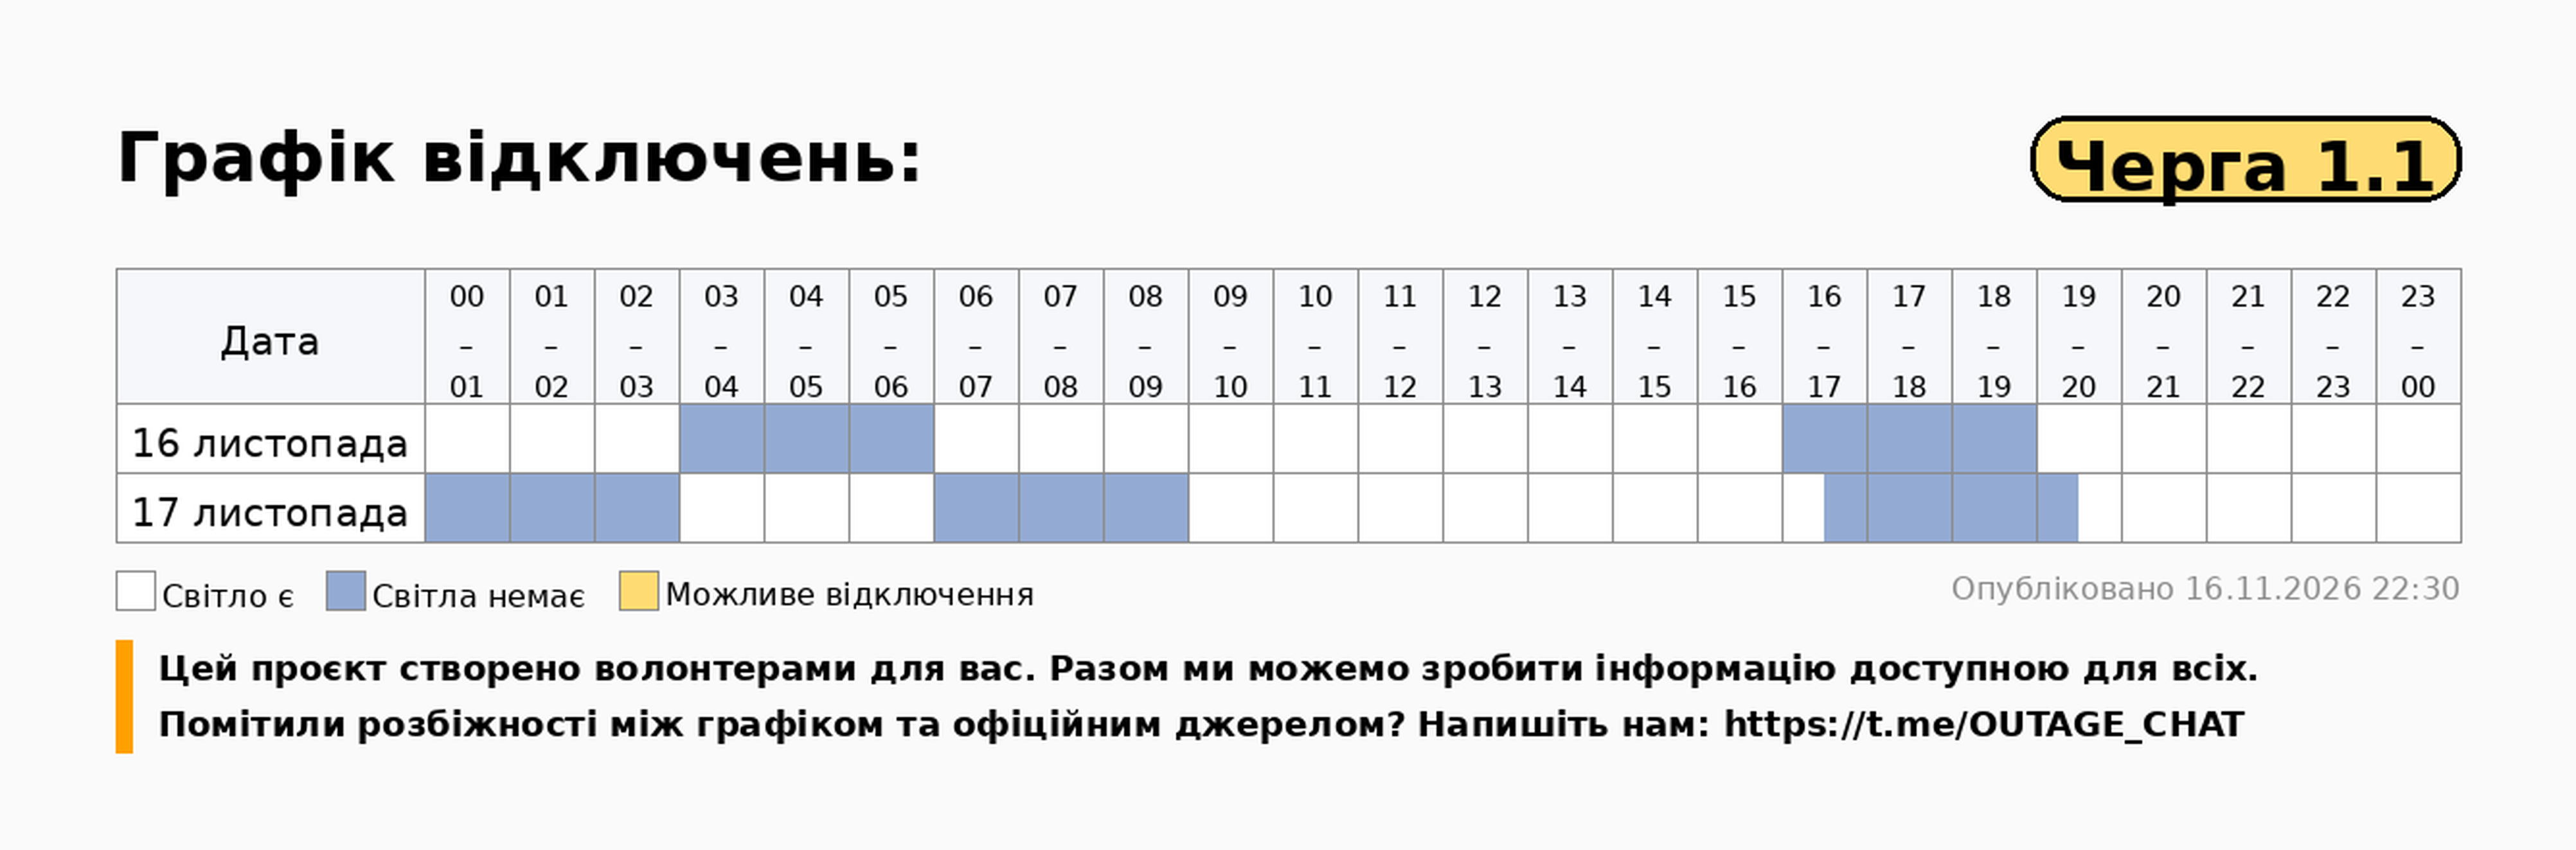 Графік відключень:
Черга 1.1
Дата
00 – 01
01 – 02
02 – 03
03 – 04
04 – 05
05 – 06
06 – 07
07 – 08
08 – 09
09 – 10
10 – 11
11 – 12
12 – 13
13 – 14
14 – 15
15 – 16
16 – 17
17 – 18
18 – 19
19 – 20
20 – 21
21 – 22
22 – 23
23 – 00
16 листопада
17 листопада
Світло є
Світла немає
Можливе відключення
Опубліковано 16.11.2026 22:30
Цей проєкт створено волонтерами для вас. Разом ми можемо зробити інформацію доступною для всіх.
Помітили розбіжності між графіком та офіційним джерелом? Напишіть нам: https://t.me/OUTAGE_CHAT